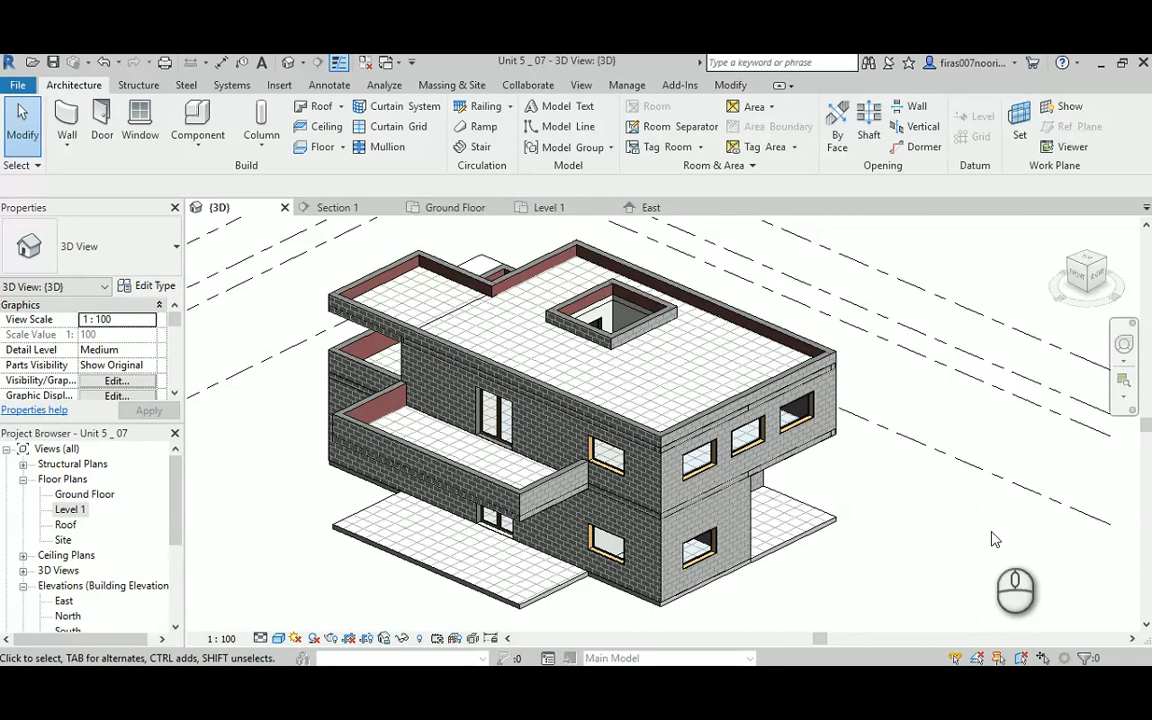 Unit 5 _ 07 - 3D View: {3D}
Type a keyword or phrase
firas007noori...
File Architecture Structure Steel Systems Insert Annotate Analyze Massing & Site Collaborate View Manage Add-Ins Modify
Modify
Wall
Door
Window
Component
Column
Roof
Ceiling
Floor
Curtain System
Curtain Grid
Mullion
Railing
Ramp
Stair
Model Text
Model Line
Model Group
Room
Room Separator
Tag Room
Area
Area Boundary
Tag Area
By
Face
Shaft
Wall
Vertical
Dormer
Level
Grid
Set
Show
Ref Plane
Viewer
Select Build Circulation Model Room & Area Opening Datum Work Plane
Properties
{3D} Section 1 Ground Floor Level 1 East
3D View
3D View: {3D} Edit Type
Graphics
View Scale 1 : 100
Scale Value 1: 100
Detail Level Medium
Parts Visibility Show Original
Visibility/Grap... Edit...
Graphic Displ... Edit...
Properties help Apply
Project Browser - Unit 5 _ 07
Views (all)
Structural Plans
Floor Plans
Ground Floor
Level 1
Roof
Site
Ceiling Plans
3D Views
Elevations (Building Elevation
East
North
South
FRONT
RIGHT
1 : 100
Click to select, TAB for alternates, CTRL adds, SHIFT unselects.
:0
Main Model
:0